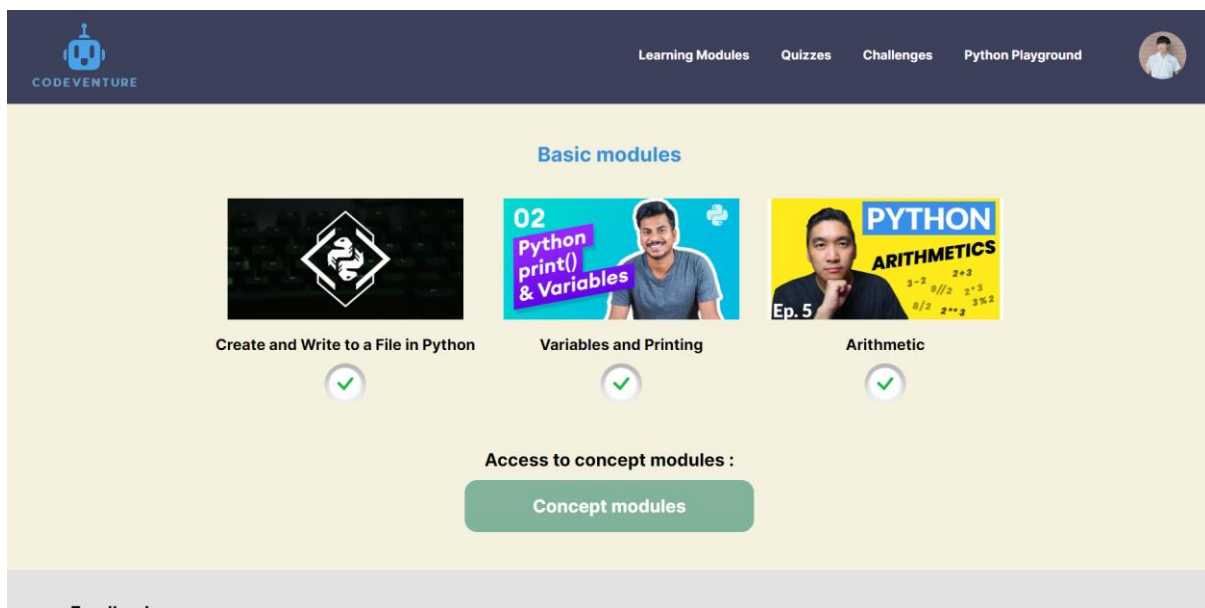 CODEVENTURE
Learning Modules
Quizzes
Challenges
Python Playground
Basic modules
02
Python
print()
& Variables
PYTHON
ARITHMETICS
3-2
2+3
9//2
2*3
8/2
2**3
3%2
Ep. 5
Create and Write to a File in Python
Variables and Printing
Arithmetic
Access to concept modules :
Concept modules